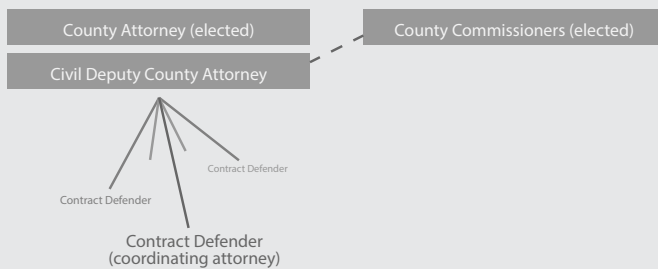 County Attorney (elected)
County Commissioners (elected)
Civil Deputy County Attorney
Contract Defender
Contract Defender
Contract Defender
(coordinating attorney)